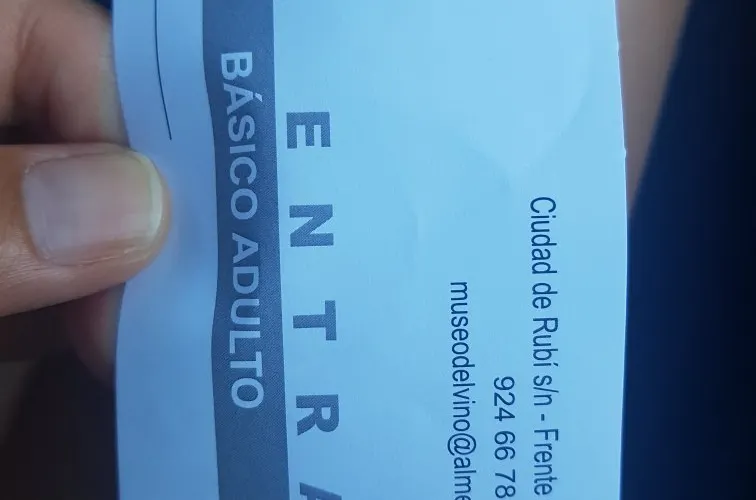 Ciudad de Rubí s/n - Frente
924 66 78
museodelvino@alme
ENTRA
BÁSICO ADULTO